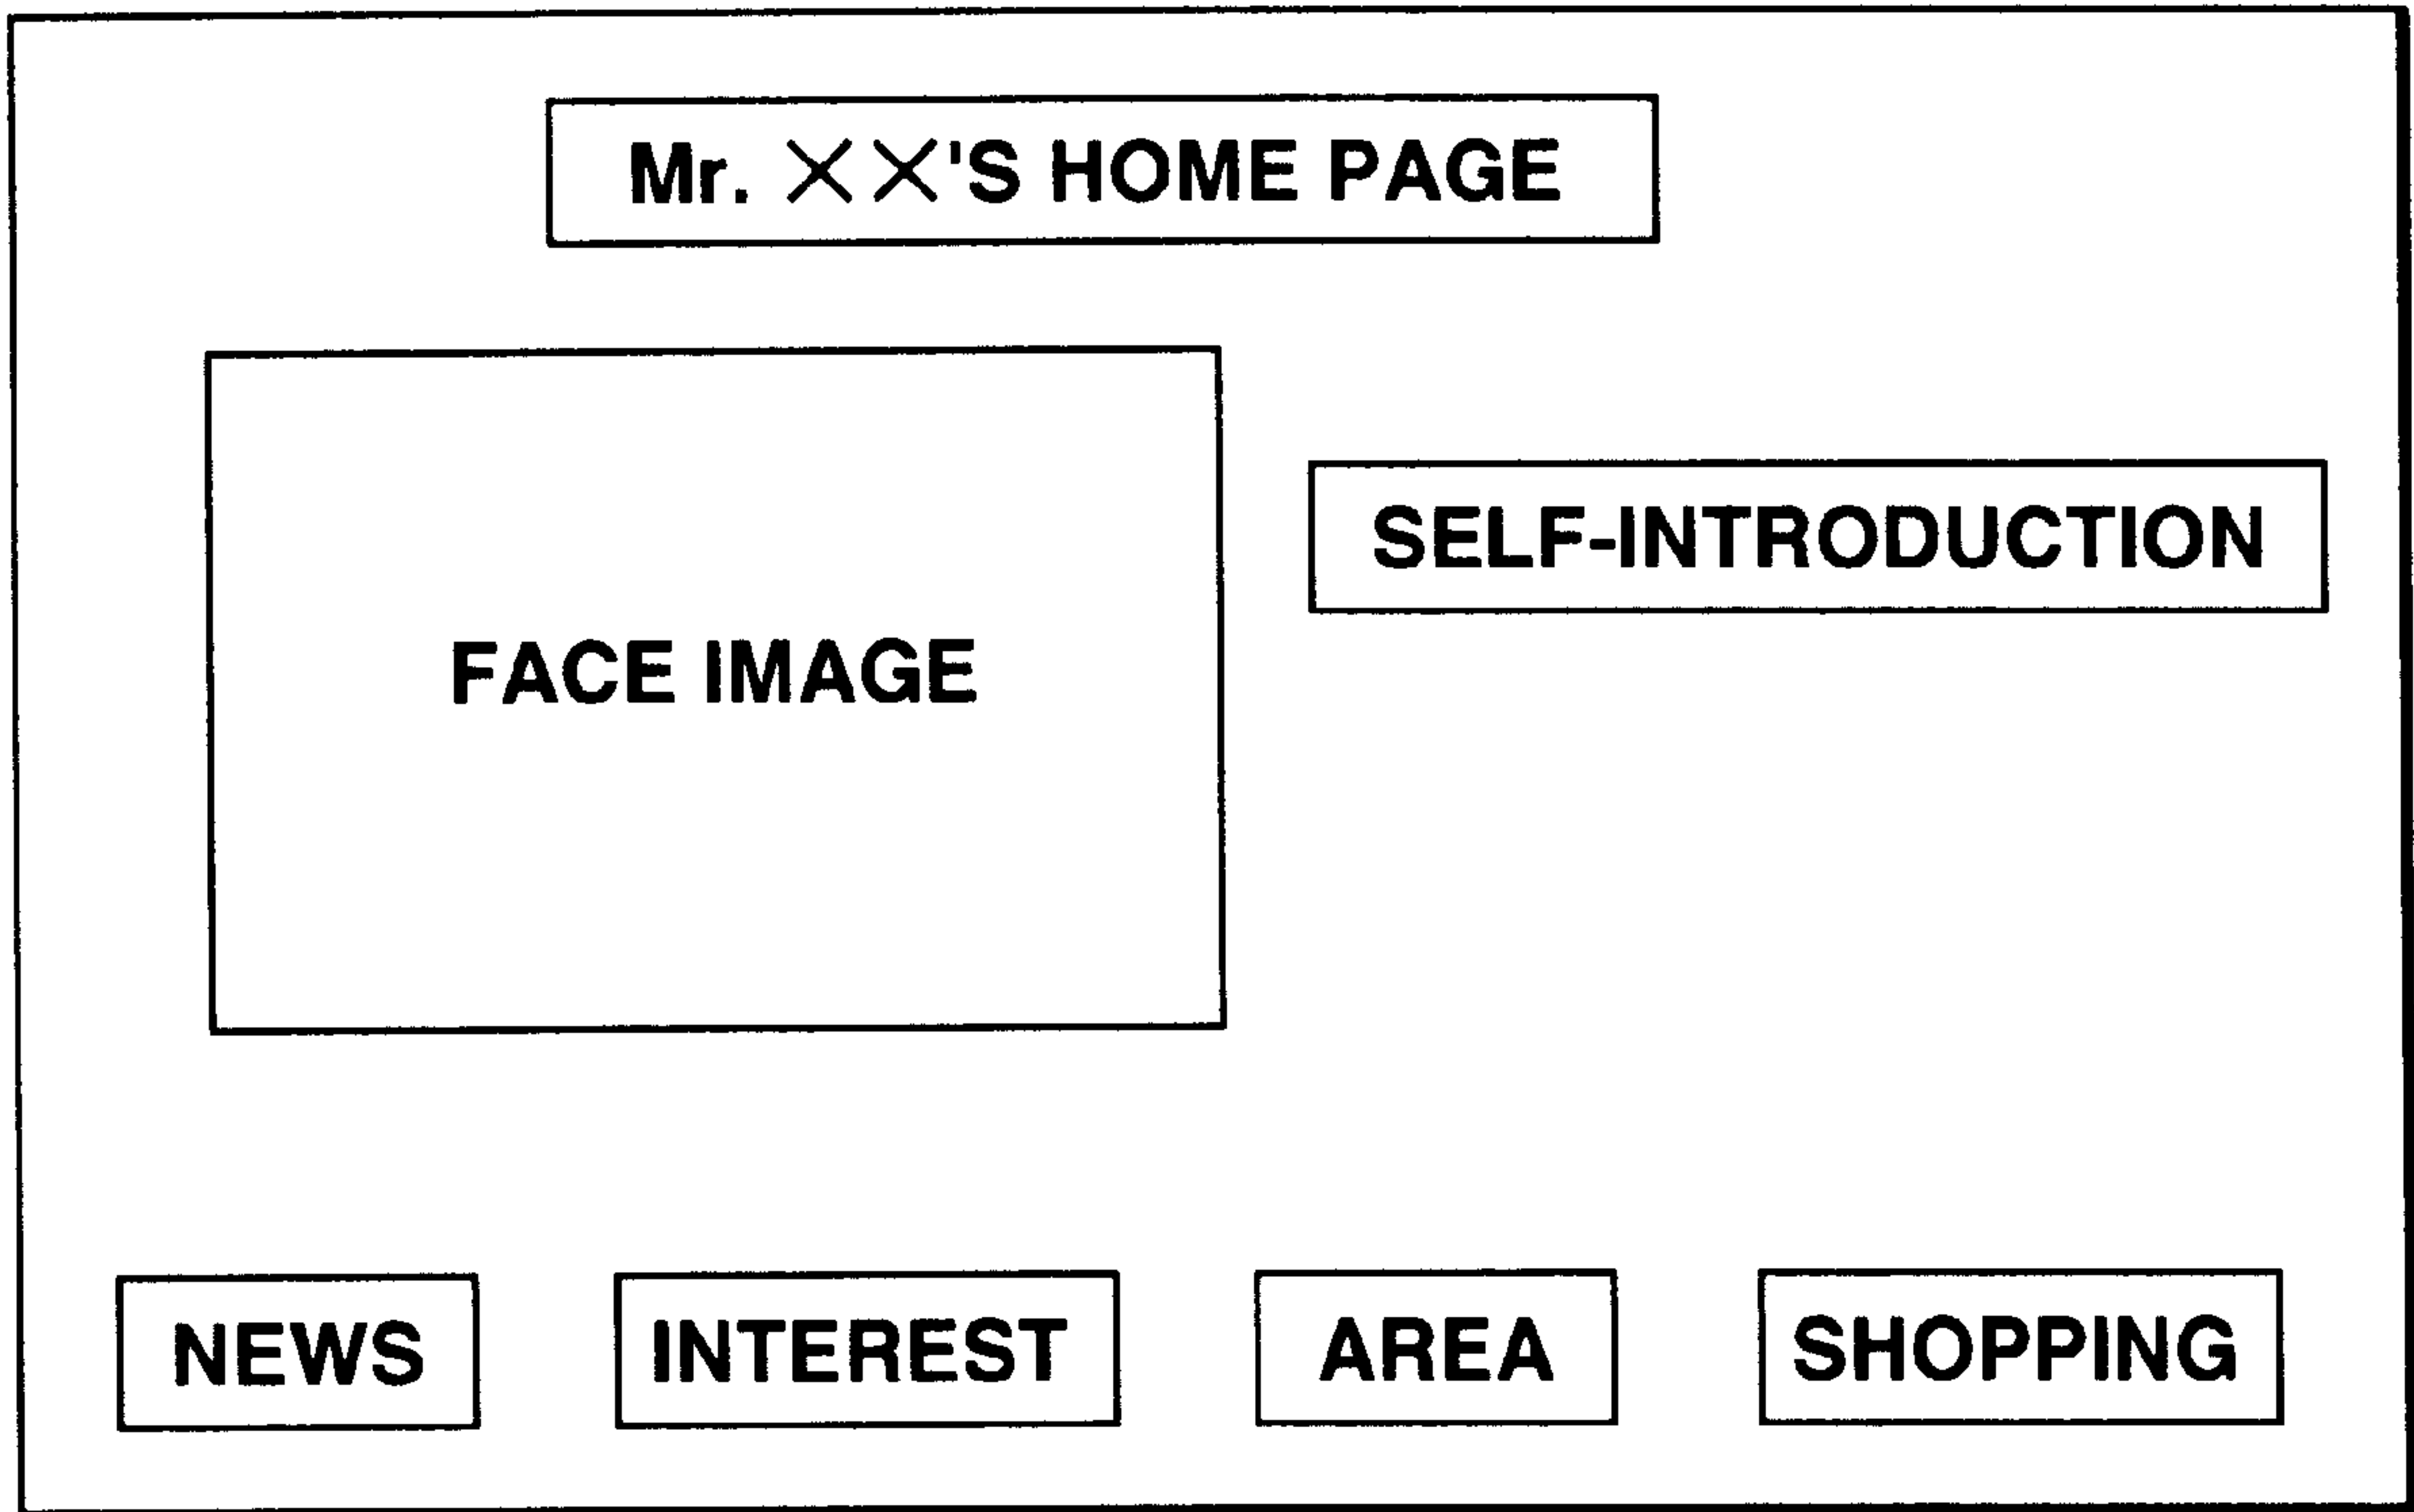 Mr. ××'S HOME PAGE
SELF-INTRODUCTION
FACE IMAGE
NEWS
INTEREST
AREA
SHOPPING